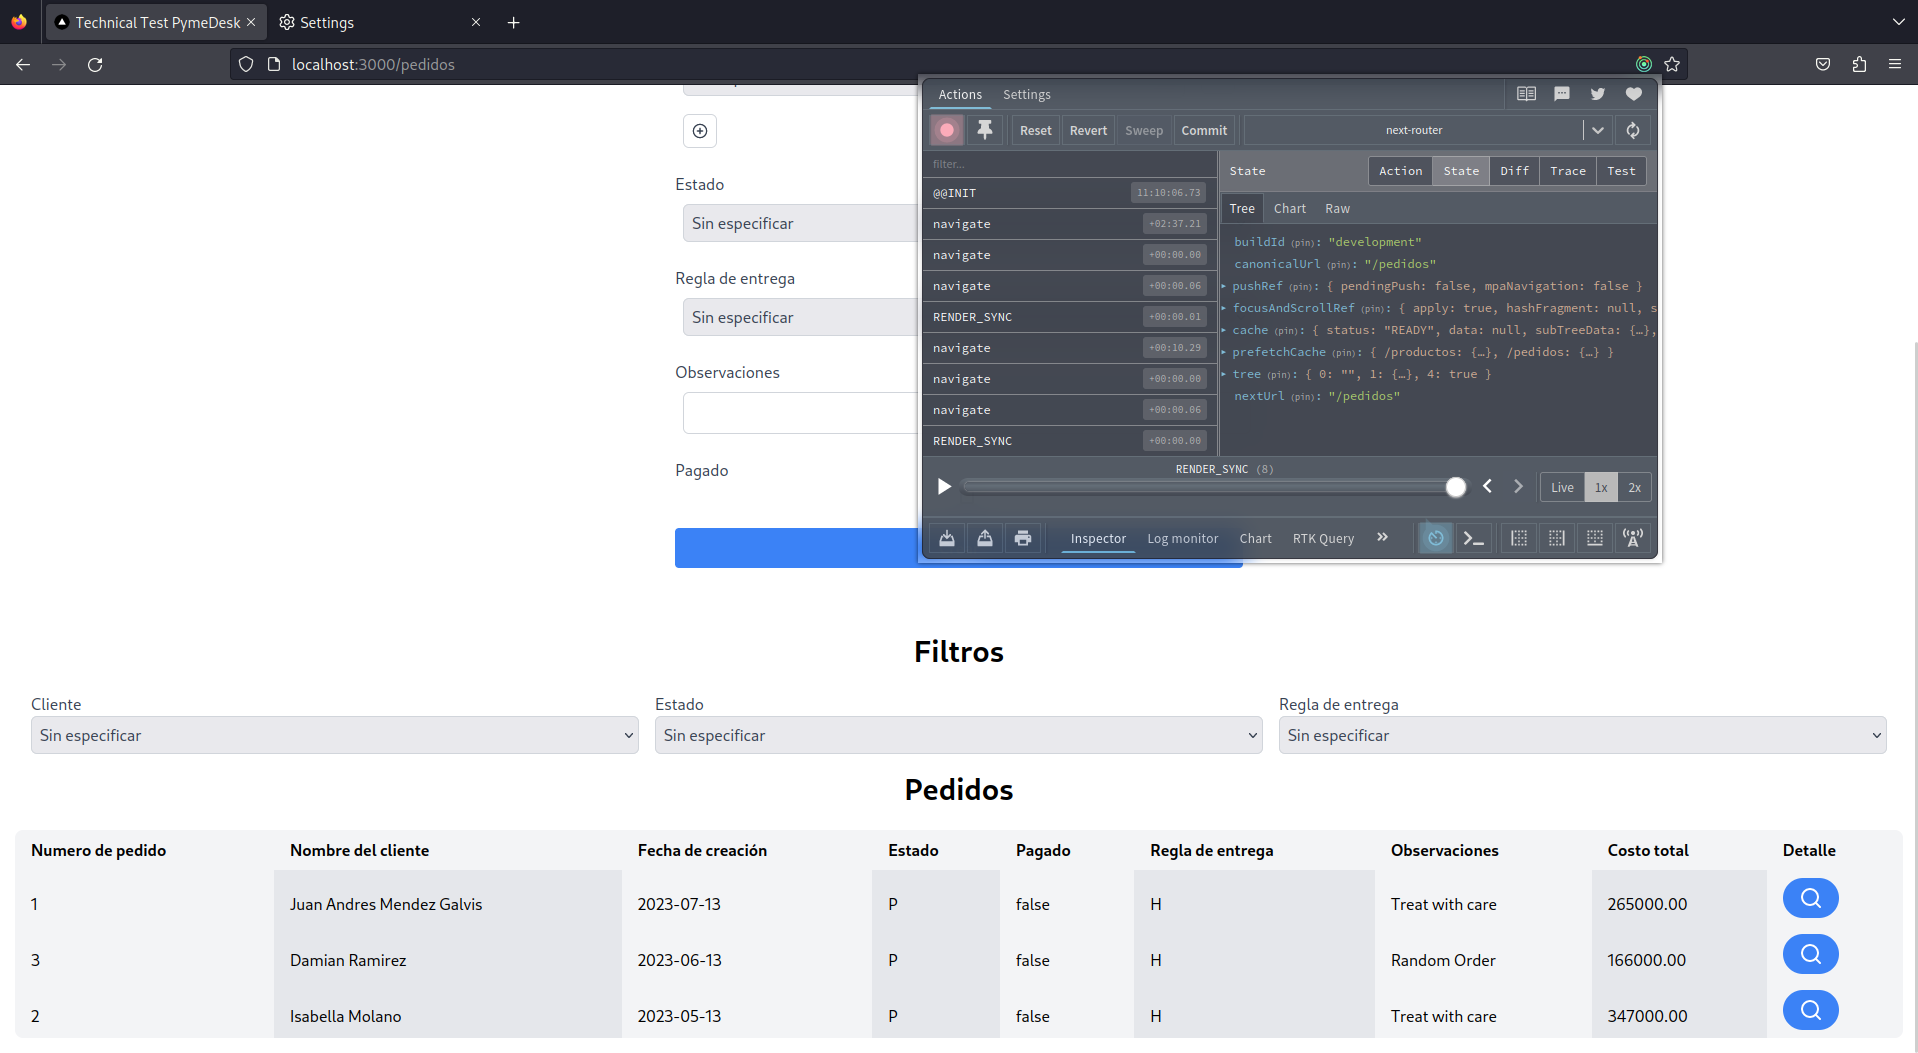 Technical Test PymeDesk
Settings
localhost:3000/pedidos
Estado
Sin especificar
Regla de entrega
Sin especificar
Observaciones
Pagado
Actions Settings
Reset Revert Sweep Commit next-router
filter...
@@INIT 11:10:06.73
navigate +02:37.21
navigate +00:00.00
navigate +00:00.06
RENDER_SYNC +00:00.01
navigate +00:10.29
navigate +00:00.00
navigate +00:00.06
RENDER_SYNC +00:00.00
State Action State Diff Trace Test
Tree Chart Raw
buildId (pin): "development"
canonicalUrl (pin): "/pedidos"
pushRef (pin): { pendingPush: false, mpaNavigation: false }
focusAndScrollRef (pin): { apply: true, hashFragment: null, s
cache (pin): { status: "READY", data: null, subTreeData: {…},
prefetchCache (pin): { /productos: {…}, /pedidos: {…} }
tree (pin): { 0: "", 1: {…}, 4: true }
nextUrl (pin): "/pedidos"
RENDER_SYNC (8)
Live 1x 2x
Inspector Log monitor Chart RTK Query »
Filtros
Cliente Estado Regla de entrega
Sin especificar Sin especificar Sin especificar
Pedidos
Numero de pedido Nombre del cliente Fecha de creación Estado Pagado Regla de entrega Observaciones Costo total Detalle
1 Juan Andres Mendez Galvis 2023-07-13 P false H Treat with care 265000.00
3 Damian Ramirez 2023-06-13 P false H Random Order 166000.00
2 Isabella Molano 2023-05-13 P false H Treat with care 347000.00